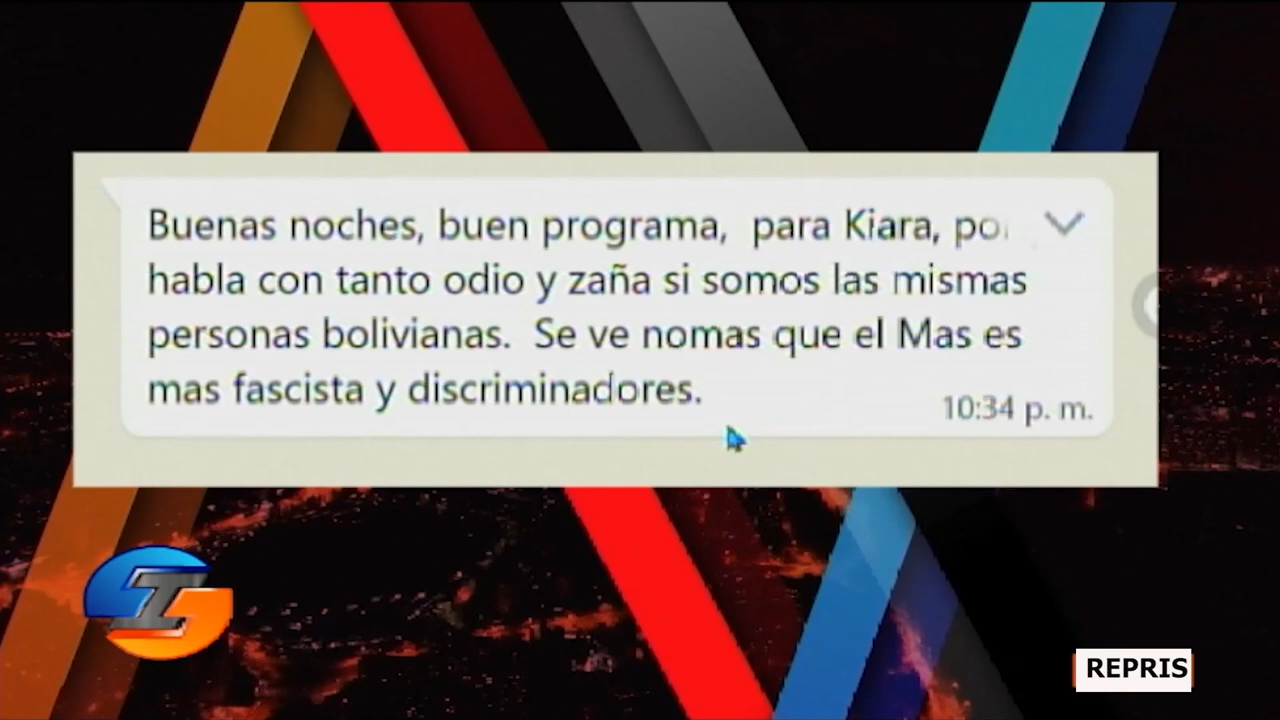 Buenas noches, buen programa, para Kiara,
habla con tanto odio y zaña si somos las mismas
personas bolivianas. Se ve nomas que el Mas es
mas fascista y discriminadores.
10:34 p. m.
REPRIS